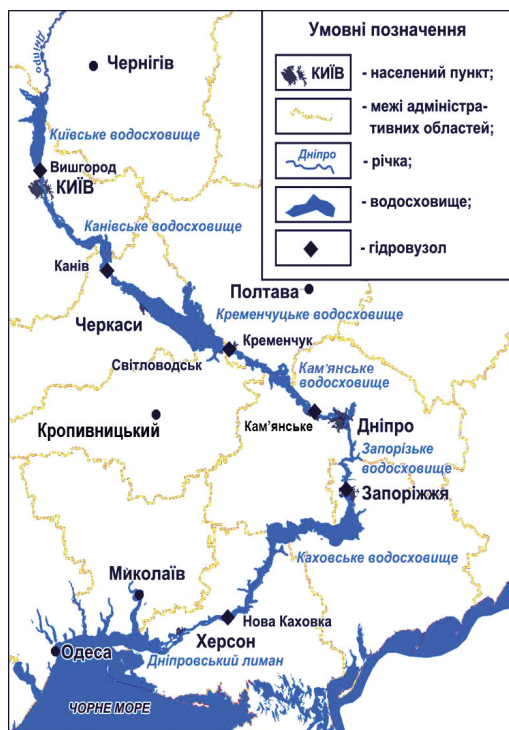 Дніпро
Чернігів
Київське водосховище
Вишгород
КИЇВ
Канівське водосховище
Канів
Полтава
Черкаси
Кременчуцьке водосховище
Кременчук
Світловодськ
Кам'янське
водосховище
Кропивницький
Кам'янське
Дніпро
Запорізьке
водосховище
Запоріжжя
Каховське водосховище
Миколаїв
Нова Каховка
Херсон
Одеса
Дніпровський лиман
ЧОРНЕ МОРЕ
Умовні позначення
КИЇВ
- населений пункт;
- межі адміністра-
тивних областей;
Дніпро
- річка;
- водосховище;
- гідровузол